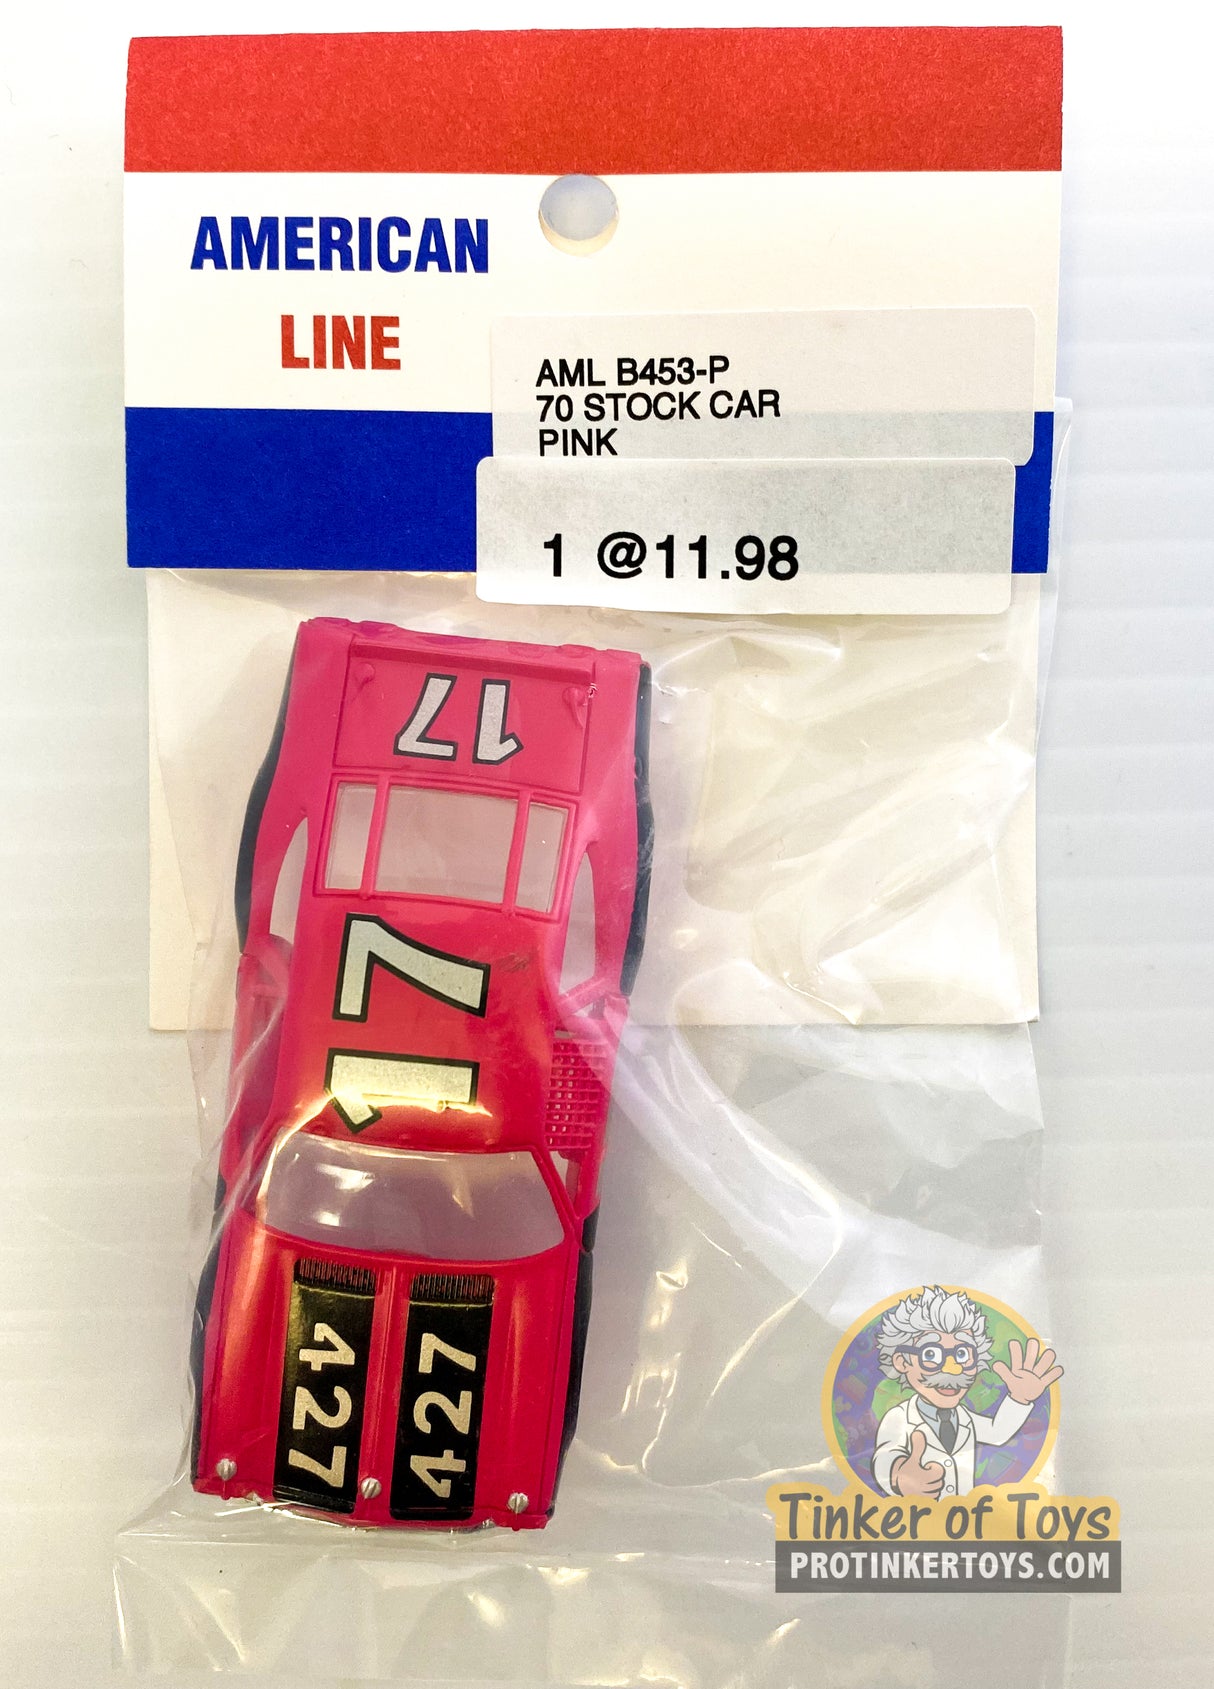 AMERICAN
LINE
AML B453-P
70 STOCK CAR
PINK
1 @11.98
17
17
427
427
Tinker of Toys
PROTINKERTOYS.COM